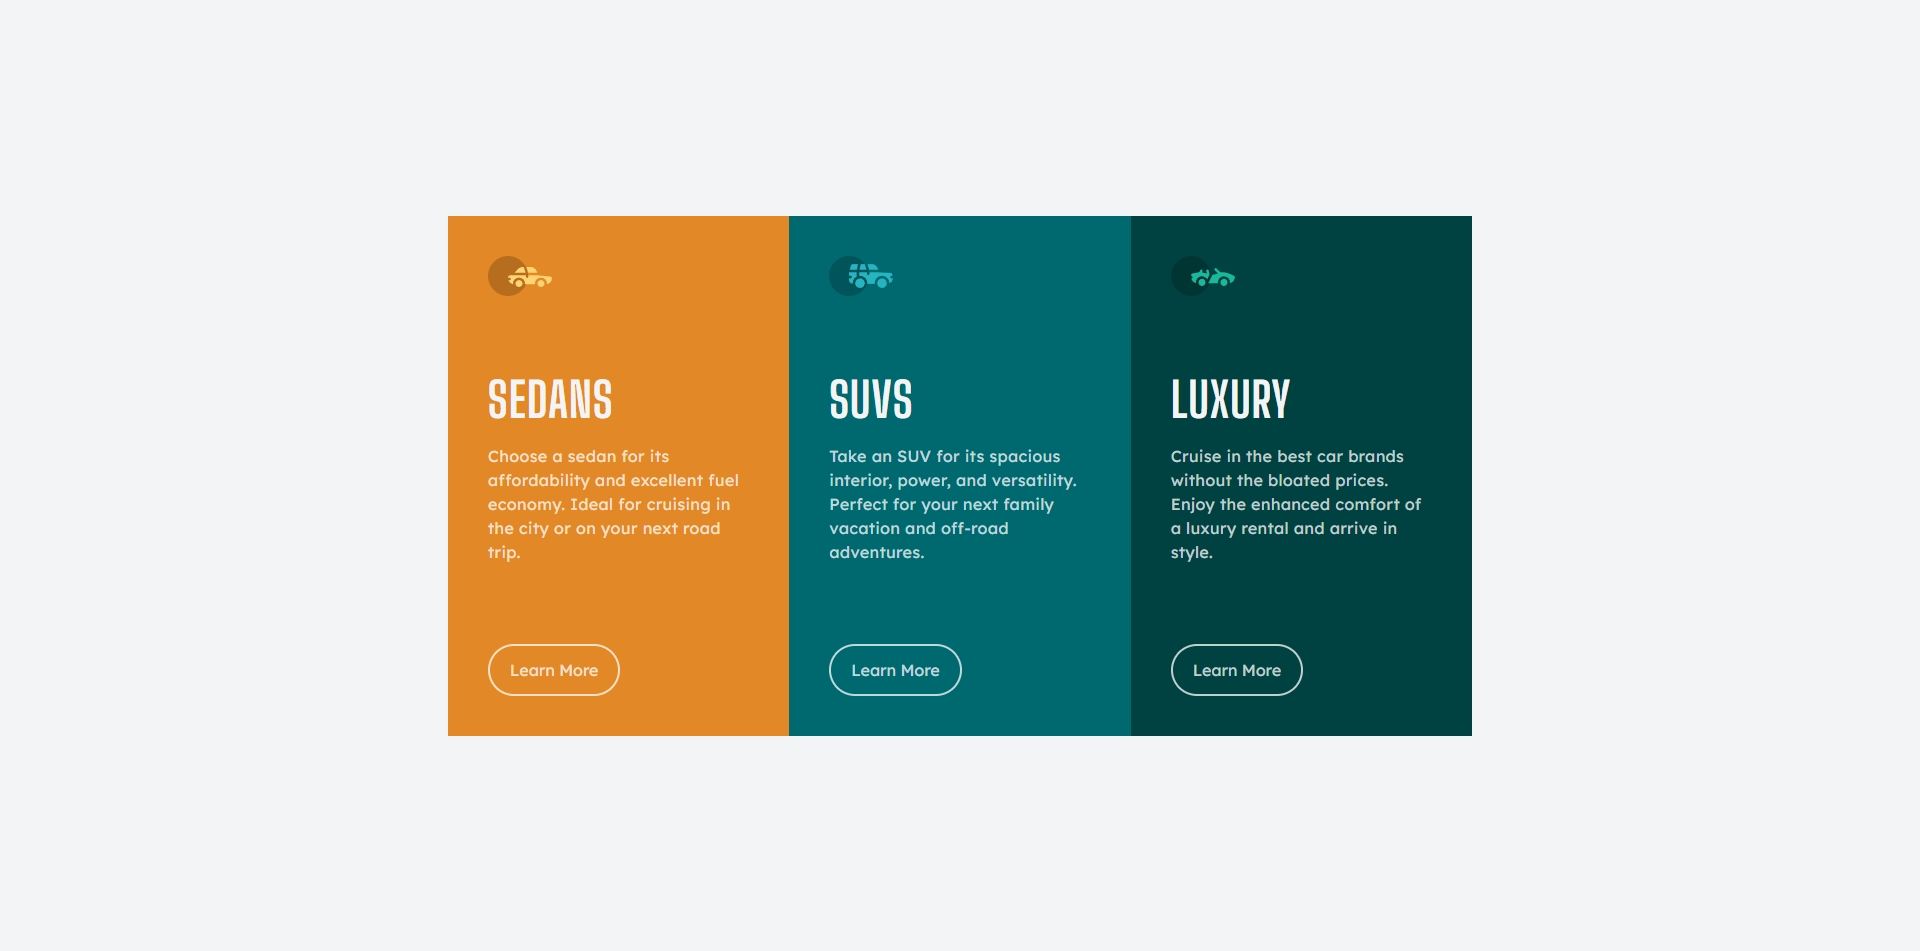 SEDANS
Choose a sedan for its
affordability and excellent fuel
economy. Ideal for cruising in
the city or on your next road
trip.
Learn More
SUVS
Take an SUV for its spacious
interior, power, and versatility.
Perfect for your next family
vacation and off-road
adventures.
Learn More
LUXURY
Cruise in the best car brands
without the bloated prices.
Enjoy the enhanced comfort of
a luxury rental and arrive in
style.
Learn More